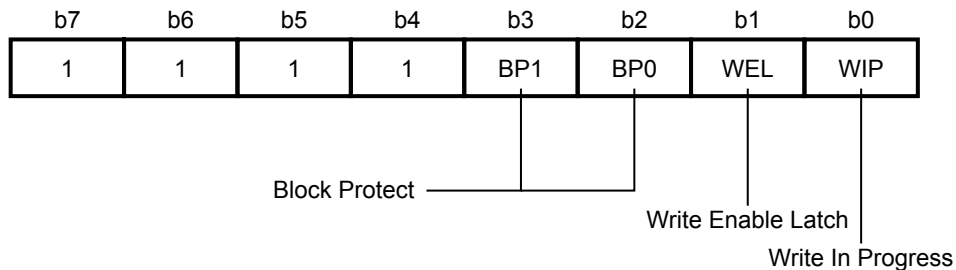 b7 b6 b5 b4 b3 b2 b1 b0
1 1 1 1 BP1 BP0 WEL WIP
Block Protect
Write Enable Latch
Write In Progress